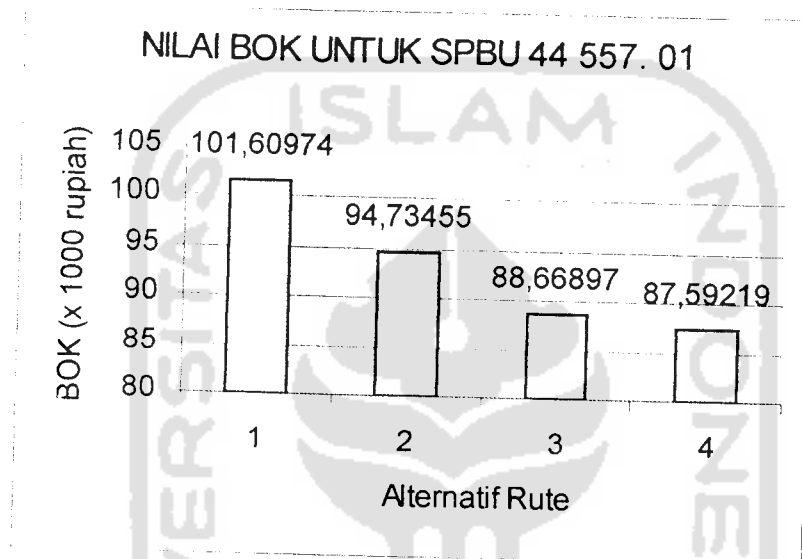 NILAI BOK UNTUK SPBU 44 557. 01
BOK (x 1000 rupiah)
105
100
95
90
85
80
101,60974
94,73455
88,66897
87,59219
1 2 3 4
Alternatif Rute
ISLAM